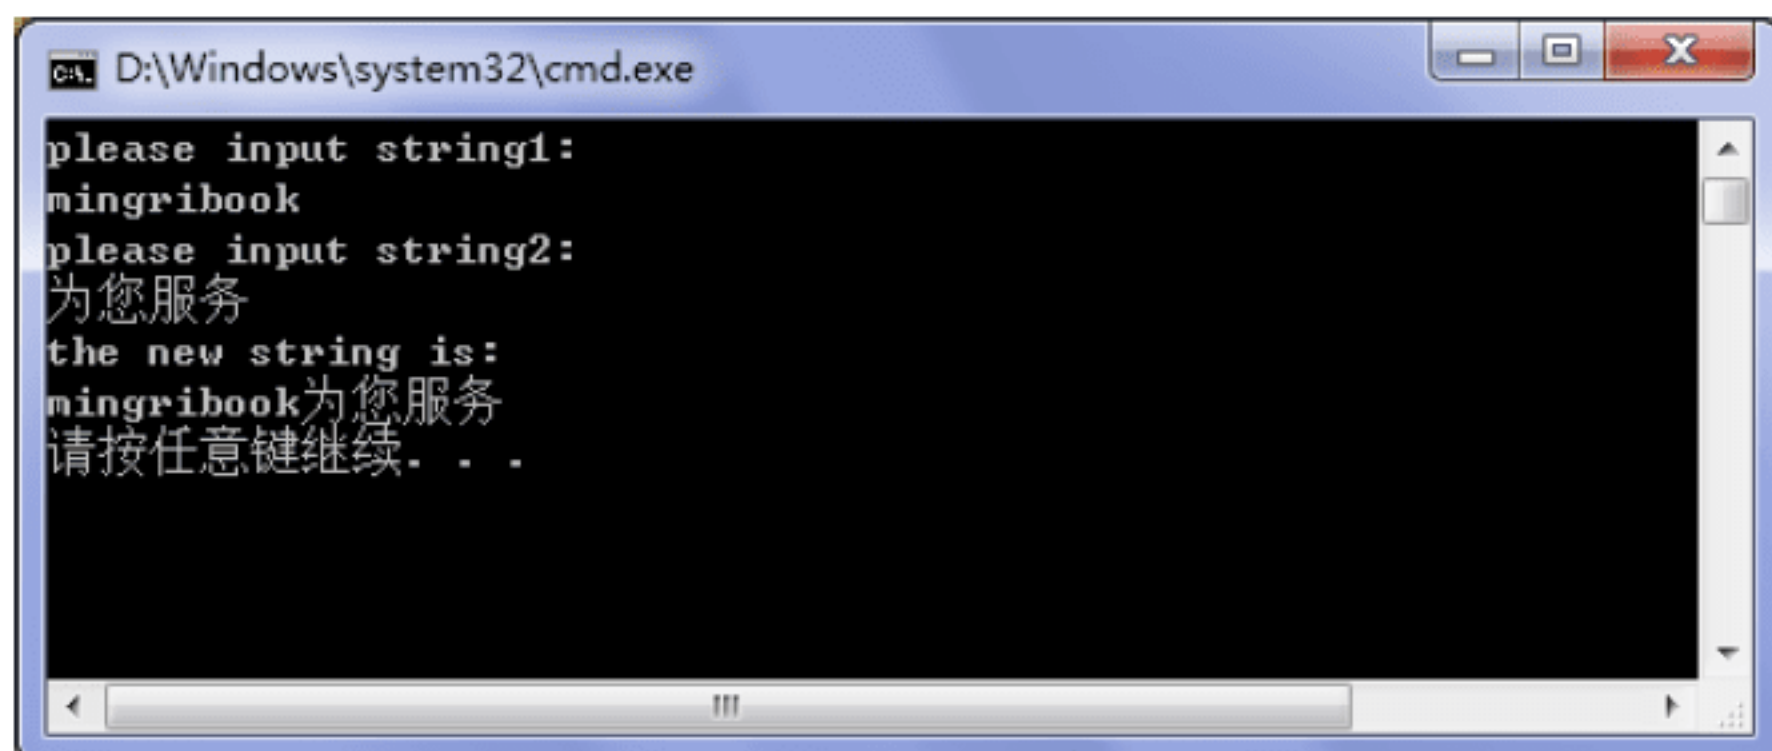 D:\Windows\system32\cmd.exe
please input string1:
mingribook
please input string2:
为您服务
the new string is:
mingribook为您服务
请按任意键继续. . .